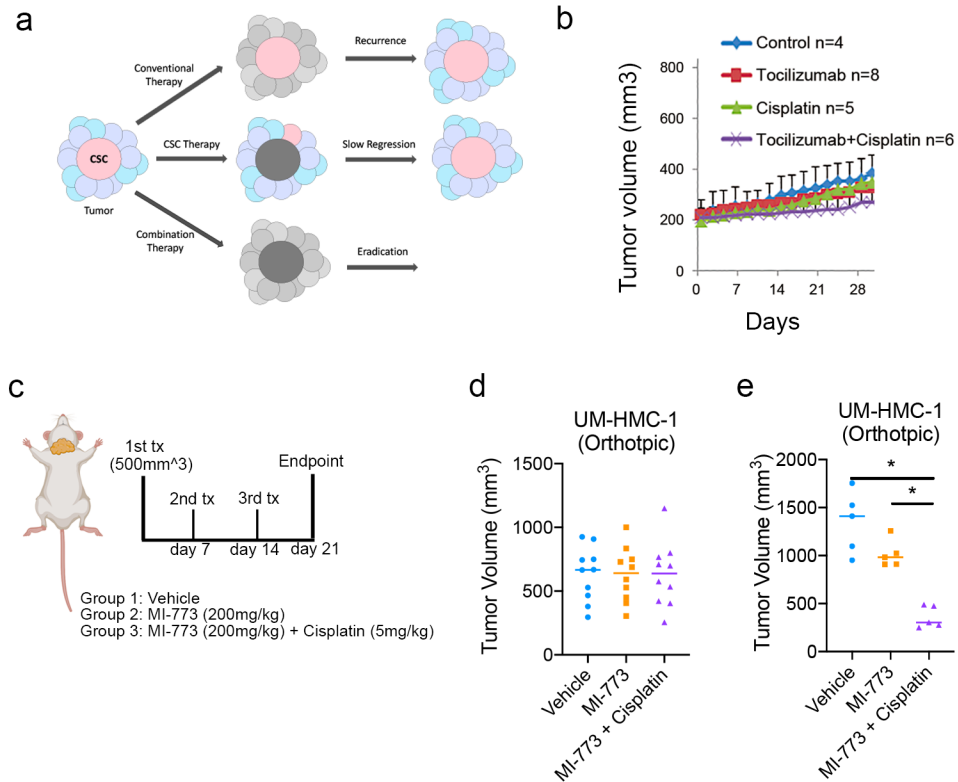 a
Conventional
Therapy
Recurrence
CSC
CSC Therapy
Slow Regression
Tumor
Combination
Therapy
Eradication
b
Control n=4
Tocilizumab n=8
Cisplatin n=5
Tocilizumab+Cisplatin n=6
Tumor volume (mm3)
800
600
400
200
0
0 7 14 21 28
Days
c
1st tx
(500mm^3)
Endpoint
2nd tx
3rd tx
day 7
day 14
day 21
Group 1: Vehicle
Group 2: MI-773 (200mg/kg)
Group 3: MI-773 (200mg/kg) + Cisplatin (5mg/kg)
d
UM-HMC-1
(Orthotpic)
Tumor Volume (mm³)
1500
1000
500
0
Vehicle
MI-773
MI-773 + Cisplatin
e
UM-HMC-1
(Orthotpic)
Tumor Volume (mm³)
2000
1500
1000
500
0
*
*
Vehicle
MI-773
MI-773 + Cisplatin